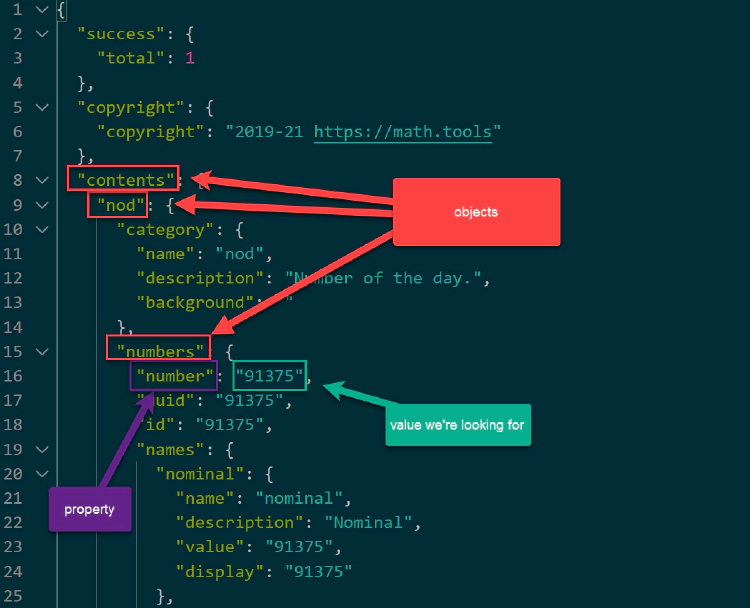 1 {
2 "success": {
3 "total": 1
4 },
5 "copyright": {
6 "copyright": "2019-21 https://math.tools"
7 },
8 "contents": {
9 "nod": {
objects
10 "category": {
11 "name": "nod",
12 "description": "Number of the day.",
13 "background": "
14 },
15 "numbers": {
16 "number": "91375",
17 uuid": "91375",
18 "id": "91375",
value we're looking for
19 "names": {
20 "nominal": {
21 "name": "nominal",
property
22 "description": "Nominal",
23 "value": "91375",
24 "display": "91375"
25 },